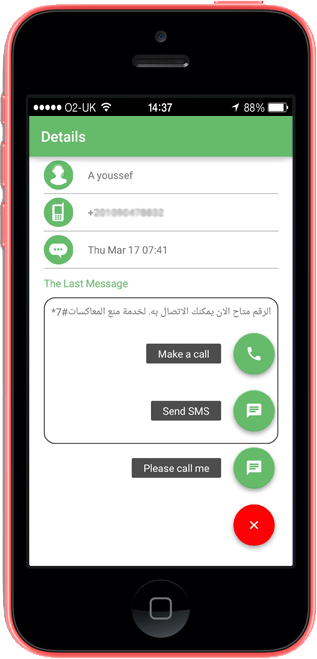 O2-UK 14:37 88%
Details
A youssef
Thu Mar 17 07:41
The Last Message
الرقم متاح الان يمكنك الاتصال به. لخدمة منع المعاكسات#7*
Make a call
Send SMS
Please call me